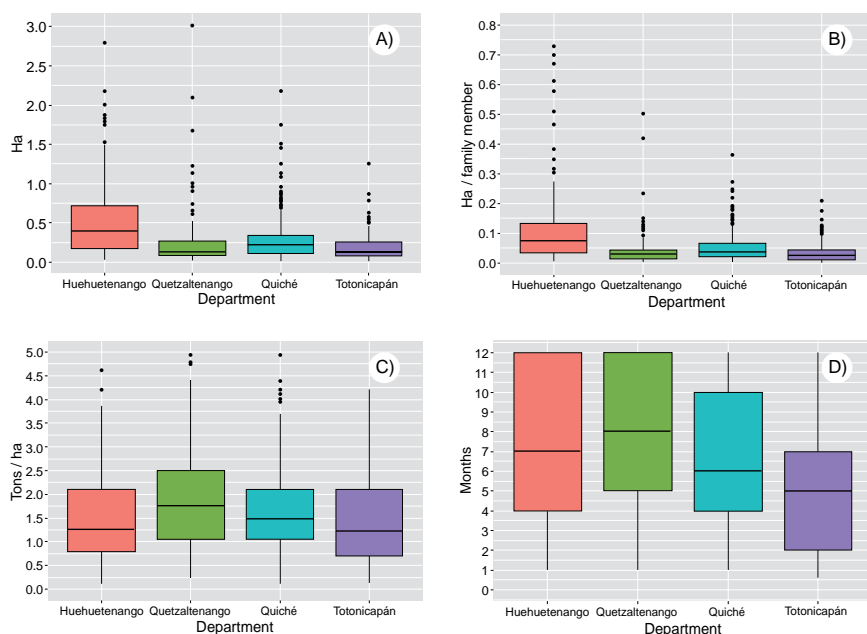 A)
3.0
2.5
2.0
1.5
1.0
0.5
0.0
Ha
Huehuetenango Quetzaltenango Quiché Totonicapán
Department
B)
0.8
0.7
0.6
0.5
0.4
0.3
0.2
0.1
0.0
Ha / family member
Huehuetenango Quetzaltenango Quiché Totonicapán
Department
C)
5.0
4.5
4.0
3.5
3.0
2.5
2.0
1.5
1.0
0.5
0.0
Tons / ha
Huehuetenango Quetzaltenango Quiché Totonicapán
Department
D)
12
11
10
9
8
7
6
5
4
3
2
1
0
Months
Huehuetenango Quetzaltenango Quiché Totonicapán
Department